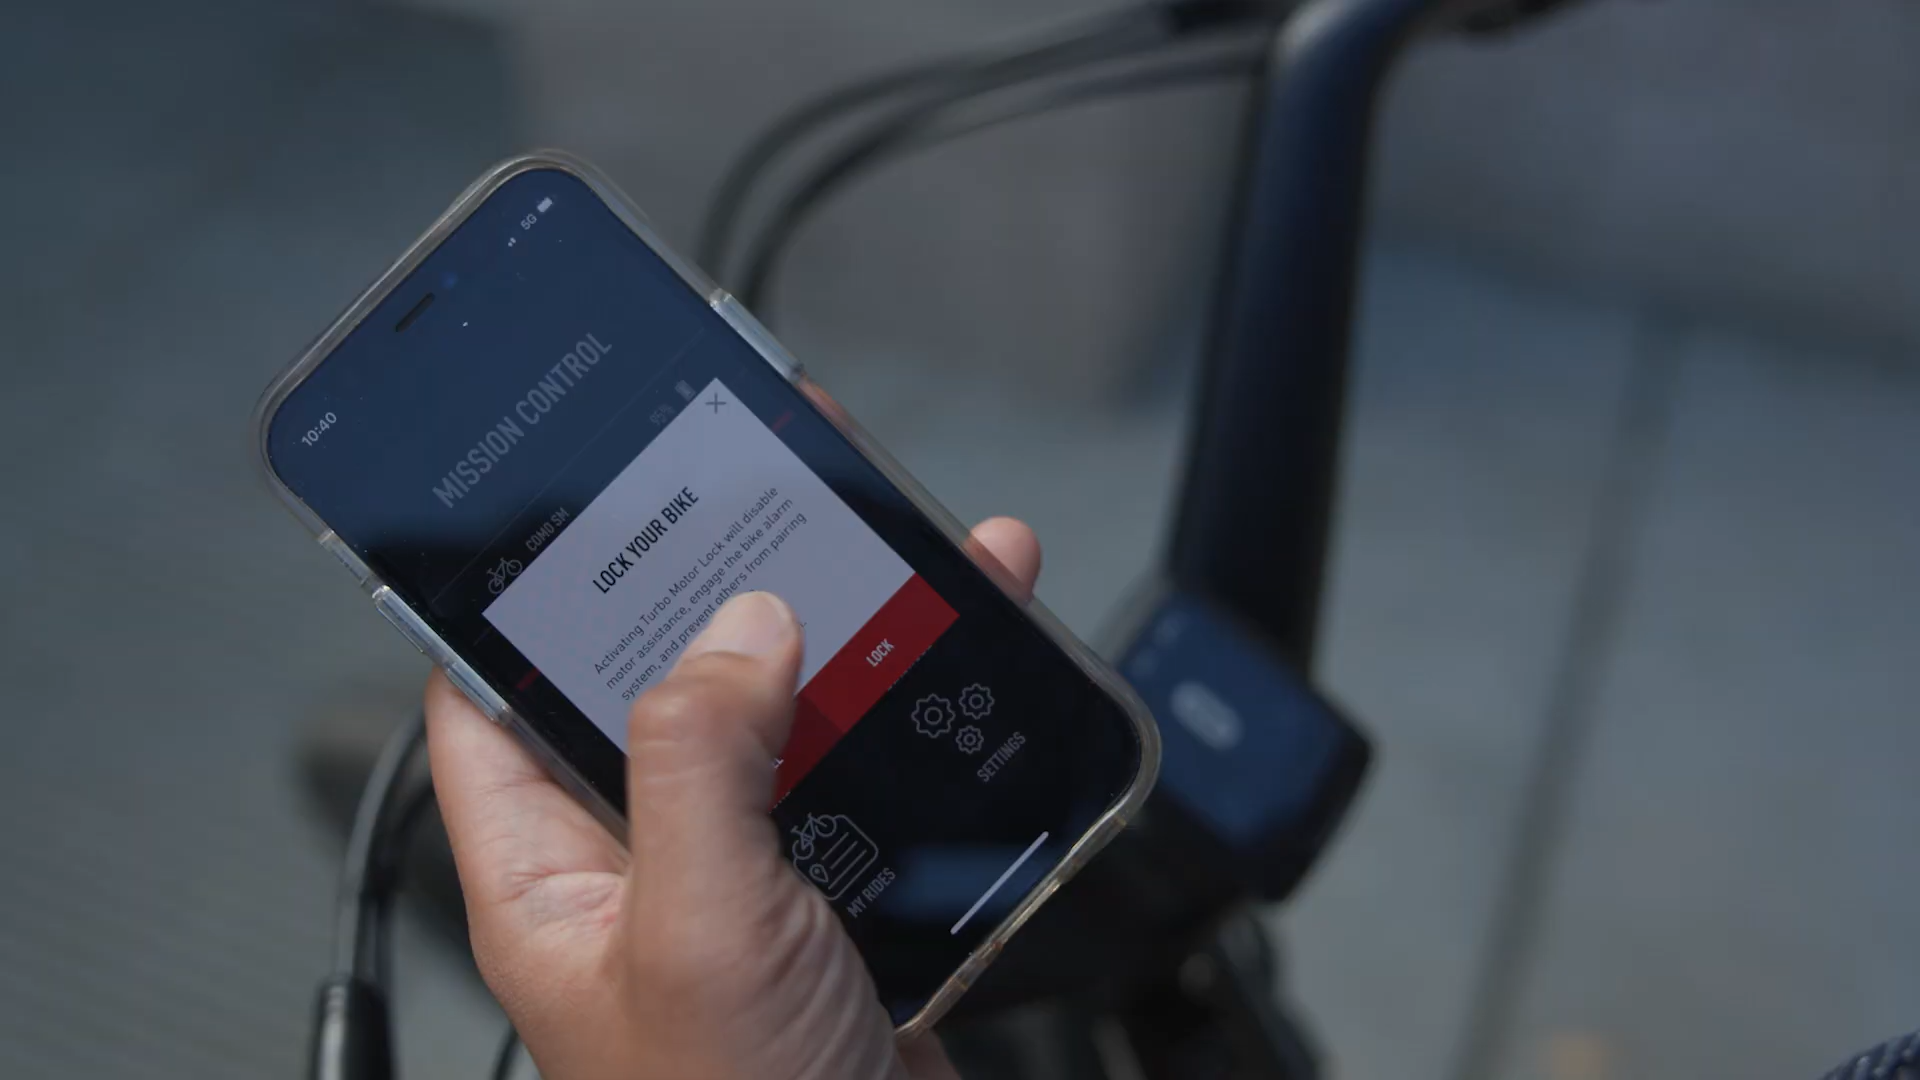 10:40
5G
MISSION CONTROL
COMO SM
95%
LOCK YOUR BIKE
Activating Turbo Motor Lock will disable
motor assistance, engage the bike alarm
system, and prevent others from pairing
LOCK
MY RIDES
SETTINGS